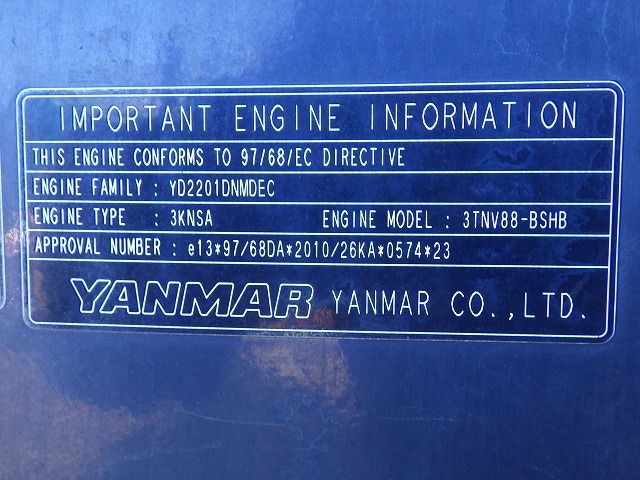 IMPORTANT ENGINE INFORMATION
THIS ENGINE CONFORMS TO 97/68/EC DIRECTIVE
ENGINE FAMILY : YD2201DNMDEC
ENGINE TYPE : 3KNSA ENGINE MODEL : 3TNV88-BSHB
APPROVAL NUMBER : e13*97/68DA*2010/26KA*0574*23
YANMAR YANMAR CO.,LTD.